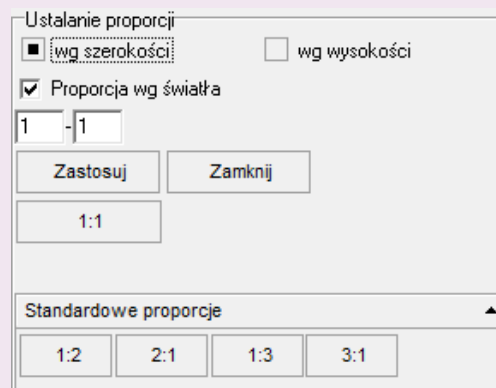 Ustalanie proporcji
wg szerokości wg wysokości
Proporcja wg światła
1 - 1
Zastosuj Zamknij
1:1
Standardowe proporcje
1:2 2:1 1:3 3:1